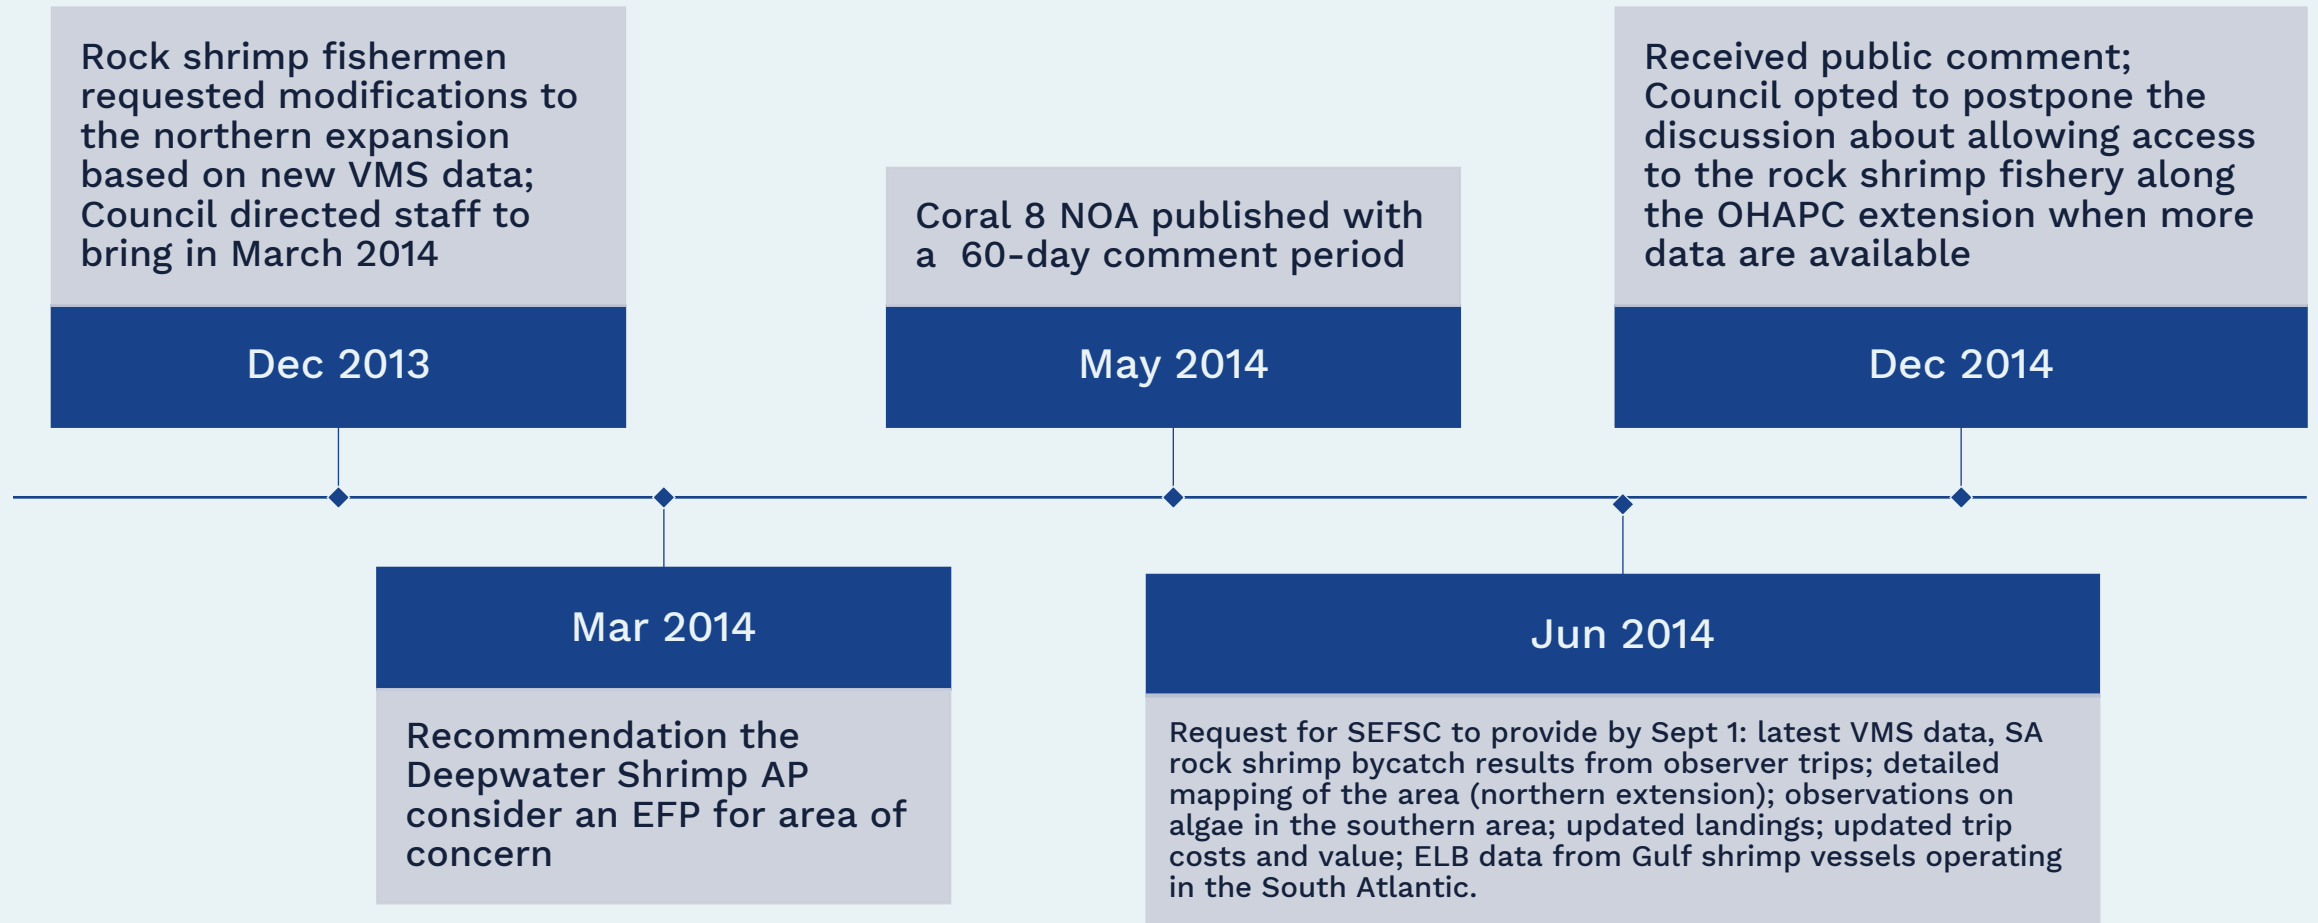 Rock shrimp fishermen
requested modifications to
the northern expansion
based on new VMS data;
Council directed staff to
bring in March 2014
Dec 2013
Mar 2014
Recommendation the
Deepwater Shrimp AP
consider an EFP for area of
concern
Coral 8 NOA published with
a  60-day comment period
May 2014
Jun 2014
Request for SEFSC to provide by Sept 1: latest VMS data, SA
rock shrimp bycatch results from observer trips; detailed
mapping of the area (northern extension); observations on
algae in the southern area; updated landings; updated trip
costs and value; ELB data from Gulf shrimp vessels operating
in the South Atlantic.
Received public comment;
Council opted to postpone the
discussion about allowing access
to the rock shrimp fishery along
the OHAPC extension when more
data are available
Dec 2014